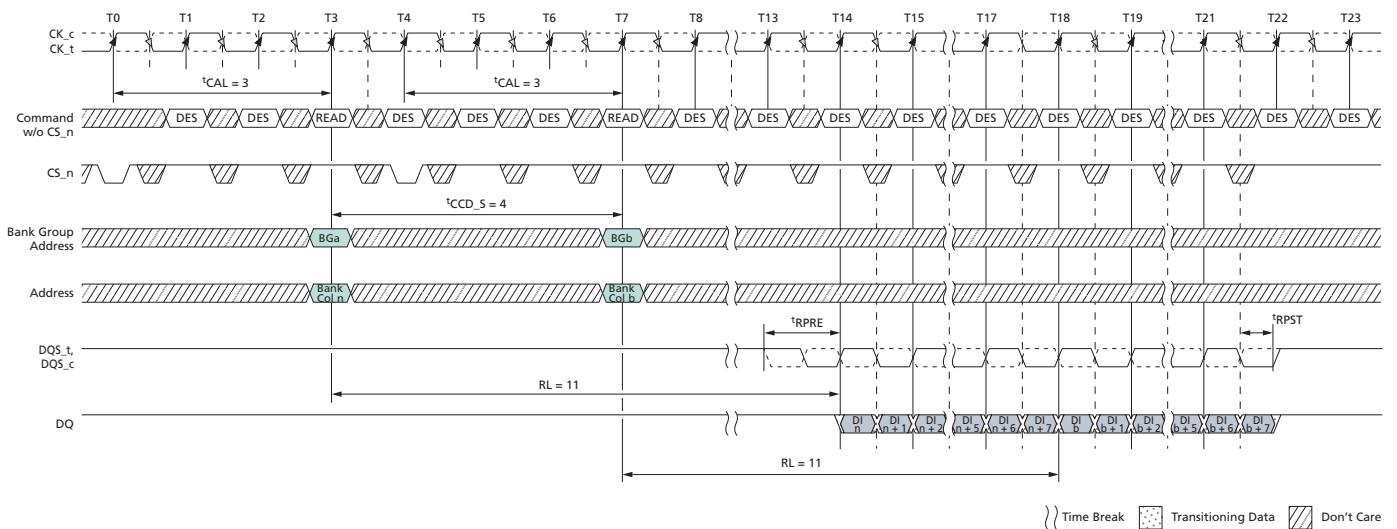 T0 T1 T2 T3 T4 T5 T6 T7 T8 T13 T14 T15 T17 T18 T19 T21 T22 T23
CK_c
CK_t
tCAL = 3 tCAL = 3
Command
w/o CS_n
DES DES READ DES DES DES READ DES DES DES DES DES DES DES DES DES DES
CS_n
tCCD_S = 4
Bank Group
Address
BGa BGb
Address
Bank
Col n
Bank
Col b
tRPRE tRPST
DQS_t,
DQS_c
RL = 11
DQ
DI
n
DI
n + 1
DI
n + 2
DI
n + 5
DI
n + 6
DI
n + 7
DI
b
DI
b + 1
DI
b + 2
DI
b + 5
DI
b + 6
DI
b + 7
RL = 11
Time Break Transitioning Data Don't Care